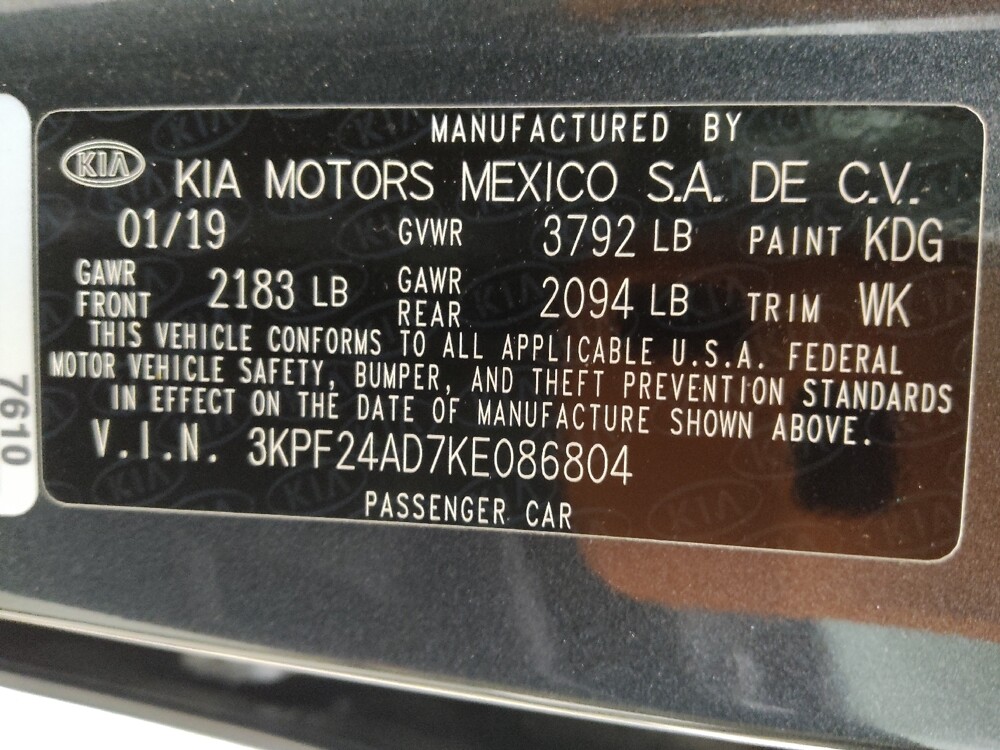 MANUFACTURED BY
KIA
KIA MOTORS MEXICO S.A. DE C.V.
01/19 GVWR 3792 LB PAINT KDG
GAWR FRONT 2183 LB GAWR REAR 2094 LB TRIM WK
THIS VEHICLE CONFORMS TO ALL APPLICABLE U.S.A. FEDERAL
MOTOR VEHICLE SAFETY, BUMPER, AND THEFT PREVENTION STANDARDS
IN EFFECT ON THE DATE OF MANUFACTURE SHOWN ABOVE.
V.I.N. 3KPF24AD7KE086804
PASSENGER CAR
7610